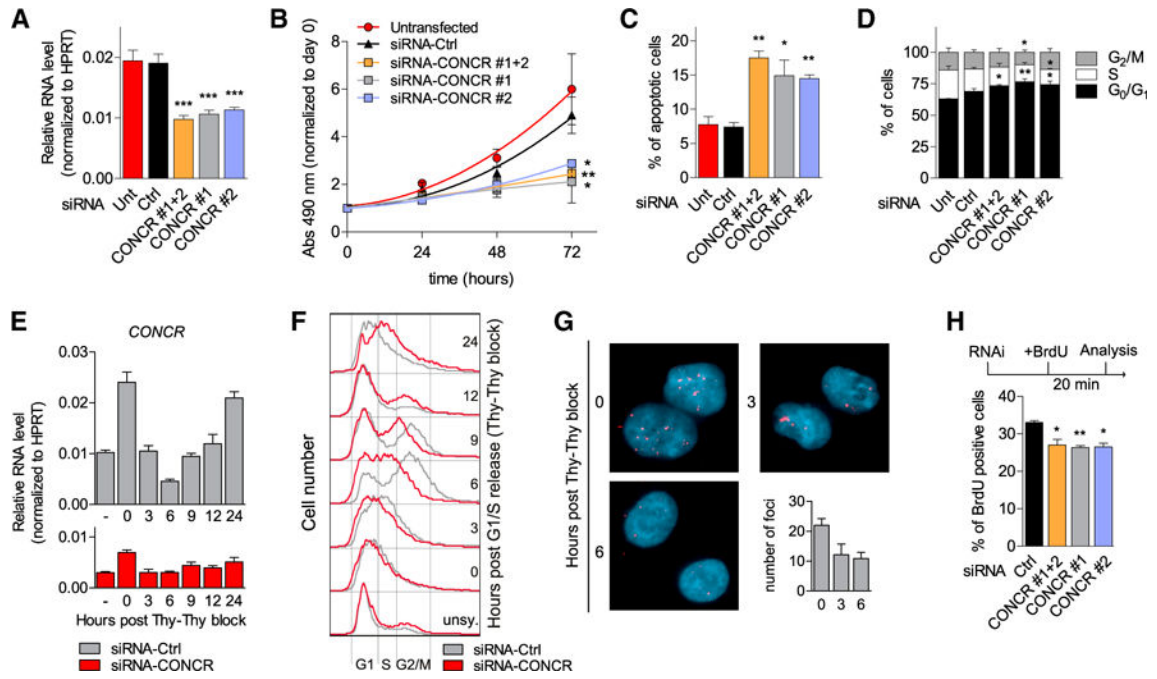 A
Relative RNA level
(normalized to HPRT)
0.02
0.01
0.00
*** *** ***
siRNA
Unt
Ctrl
CONCR #1+2
CONCR #1
CONCR #2
B
Abs 490 nm (normalized to day 0)
8
6
4
2
0
Untransfected
siRNA-Ctrl
siRNA-CONCR #1+2
siRNA-CONCR #1
siRNA-CONCR #2
*
**
*
0 24 48 72
time (hours)
C
% of apoptotic cells
20
15
10
5
0
** * **
siRNA
Unt
Ctrl
CONCR #1+2
CONCR #1
CONCR #2
D
% of cells
100
75
50
25
0
* *
* ** *
G2/M
S
G0/G1
siRNA
Unt
Ctrl
CONCR #1+2
CONCR #1
CONCR #2
E
CONCR
Relative RNA level
(normalized to HPRT)
0.03
0.02
0.01
0.00
- 0 3 6 9 12 24
0.01
0.00
- 0 3 6 9 12 24
Hours post Thy-Thy block
siRNA-Ctrl
siRNA-CONCR
F
Cell number
24
12
9
6
3
0
unsy.
Hours post G1/S release (Thy-Thy block)
G1 S G2/M
siRNA-Ctrl
siRNA-CONCR
G
Hours post Thy-Thy block
0
3
6
number of foci
30
20
10
0
0 3 6
H
RNAi +BrdU Analysis
20 min
% of BrdU positive cells
40
30
20
10
0
* ** *
siRNA
Ctrl
CONCR #1+2
CONCR #1
CONCR #2